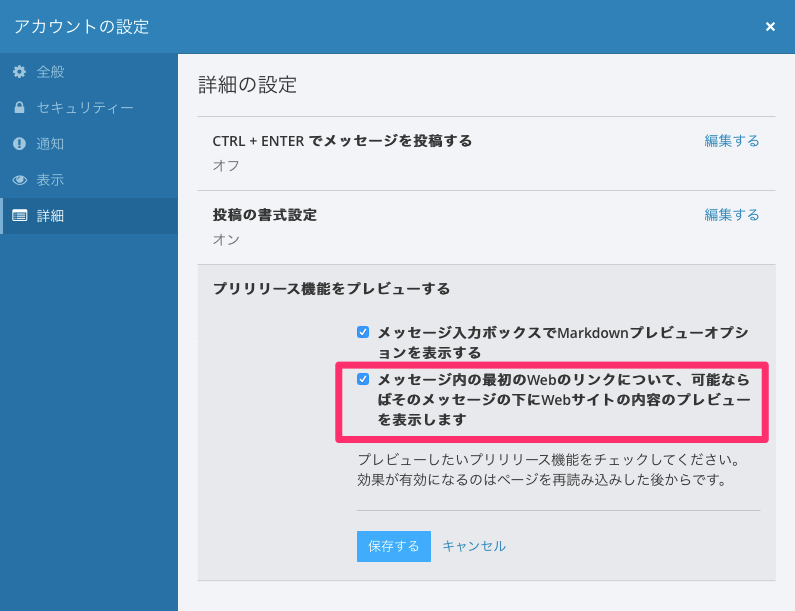 アカウントの設定
×
全般
セキュリティー
通知
表示
詳細
詳細の設定
CTRL + ENTER でメッセージを投稿する
編集する
オフ
投稿の書式設定
編集する
オン
プリリリース機能をプレビューする
メッセージ入力ボックスでMarkdownプレビューオプシ
ョンを表示する
メッセージ内の最初のWebのリンクについて、可能なら
ばそのメッセージの下にWebサイトの内容のプレビュー
を表示します
プレビューしたいプリリリース機能をチェックしてください。
効果が有効になるのはページを再読み込みした後からです。
保存する
キャンセル